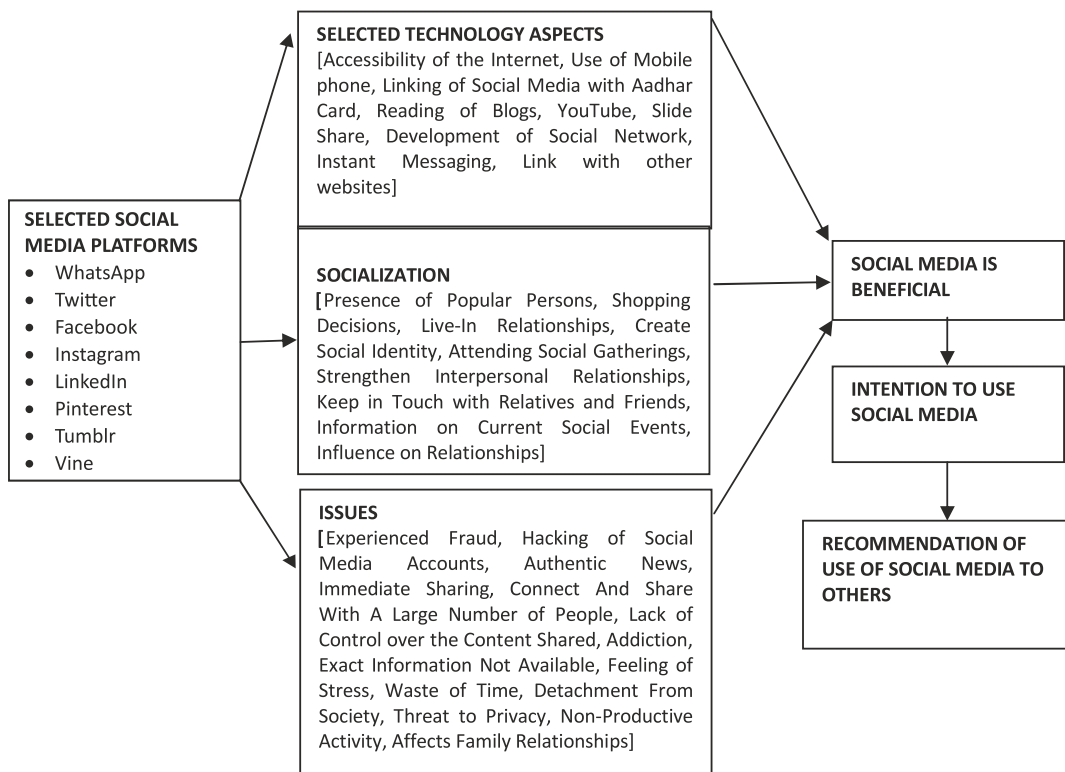 SELECTED SOCIAL
MEDIA PLATFORMS
• WhatsApp
• Twitter
• Facebook
• Instagram
• LinkedIn
• Pinterest
• Tumblr
• Vine
SELECTED TECHNOLOGY ASPECTS
[Accessibility of the Internet, Use of Mobile
phone, Linking of Social Media with Aadhar
Card, Reading of Blogs, YouTube, Slide
Share, Development of Social Network,
Instant Messaging, Link with other
websites]
SOCIALIZATION
[Presence of Popular Persons, Shopping
Decisions, Live-In Relationships, Create
Social Identity, Attending Social Gatherings,
Strengthen Interpersonal Relationships,
Keep in Touch with Relatives and Friends,
Information on Current Social Events,
Influence on Relationships]
ISSUES
[Experienced Fraud, Hacking of Social
Media Accounts, Authentic News,
Immediate Sharing, Connect And Share
With A Large Number of People, Lack of
Control over the Content Shared, Addiction,
Exact Information Not Available, Feeling of
Stress, Waste of Time, Detachment From
Society, Threat to Privacy, Non-Productive
Activity, Affects Family Relationships]
SOCIAL MEDIA IS
BENEFICIAL
INTENTION TO USE
SOCIAL MEDIA
RECOMMENDATION OF
USE OF SOCIAL MEDIA TO
OTHERS